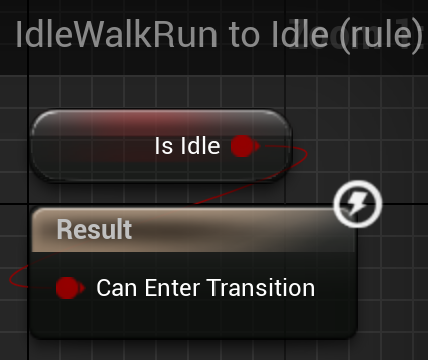 IdleWalkRun to Idle (rule)
Is Idle
Result
Can Enter Transition